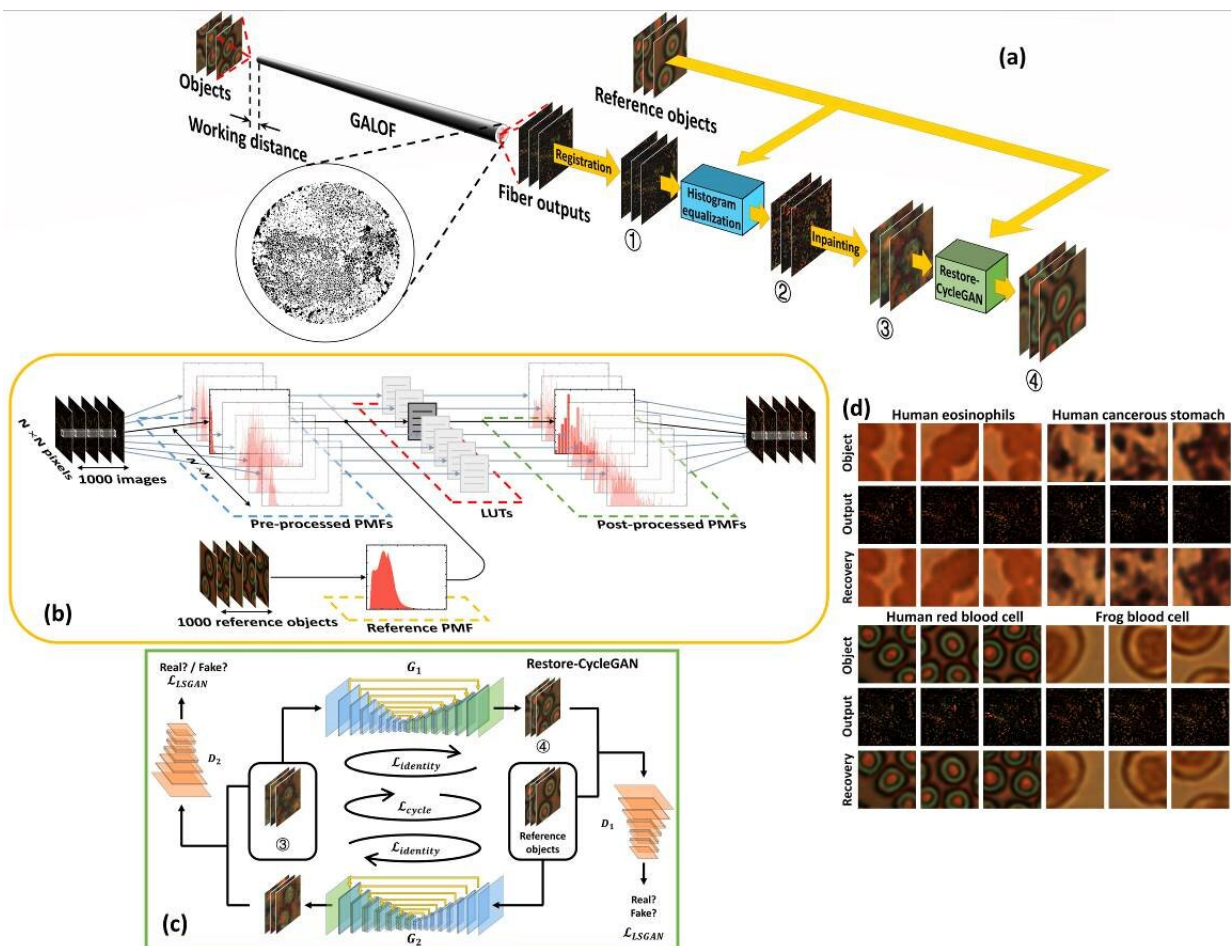 (a)
Objects
Working distance
GALOF
Fiber outputs
Registration
①
Reference objects
Histogram
equalization
②
Inpainting
③
Restore-
CycleGAN
④
(b)
N ×N pixels
1000 images
N×N
Pre-processed PMFs
LUTs
Post-processed PMFs
1000 reference objects
Reference PMF
(c)
Real? / Fake?
ℒLSGAN
D2
③
G1
Restore-CycleGAN
④
ℒidentity
ℒcycle
ℒidentity
Reference
objects
D1
Real?
Fake?
ℒLSGAN
G2
(d)
Human eosinophils
Human cancerous stomach
Object
Output
Recovery
Human red blood cell
Frog blood cell
Object
Output
Recovery